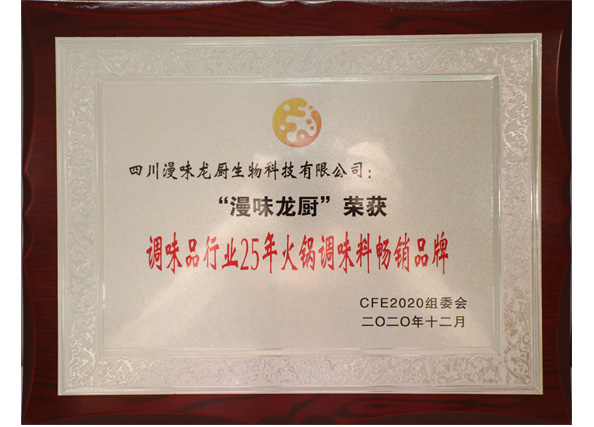 四川漫味龙厨生物科技有限公司：
“漫味龙厨”荣获
调味品行业25年火锅调味料畅销品牌
CFE2020组委会
二〇二〇年十二月